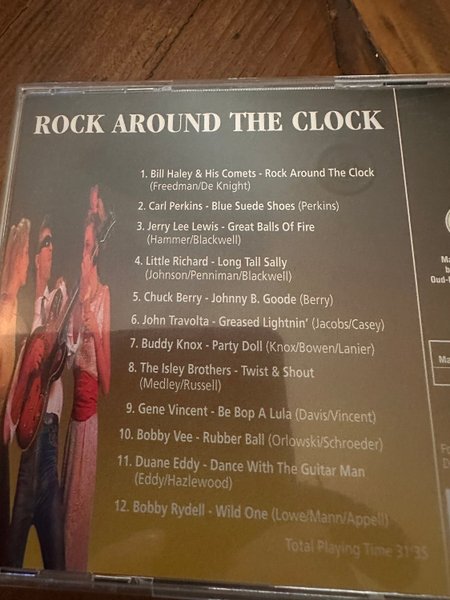 ROCK AROUND THE CLOCK
1. Bill Haley & His Comets - Rock Around The Clock
(Freedman/De Knight)
2. Carl Perkins - Blue Suede Shoes (Perkins)
3. Jerry Lee Lewis - Great Balls Of Fire
(Hammer/Blackwell)
4. Little Richard - Long Tall Sally
(Johnson/Penniman/Blackwell)
5. Chuck Berry - Johnny B. Goode (Berry)
6. John Travolta - Greased Lightnin' (Jacobs/Casey)
7. Buddy Knox - Party Doll (Knox/Bowen/Lanier)
8. The Isley Brothers - Twist & Shout
(Medley/Russell)
9. Gene Vincent - Be Bop A Lula (Davis/Vincent)
10. Bobby Vee - Rubber Ball (Orlowski/Schroeder)
11. Duane Eddy - Dance With The Guitar Man
(Eddy/Hazlewood)
12. Bobby Rydell - Wild One (Lowe/Mann/Appell)
Total Playing Time 31'35
Ma
b
Oud-
Ma